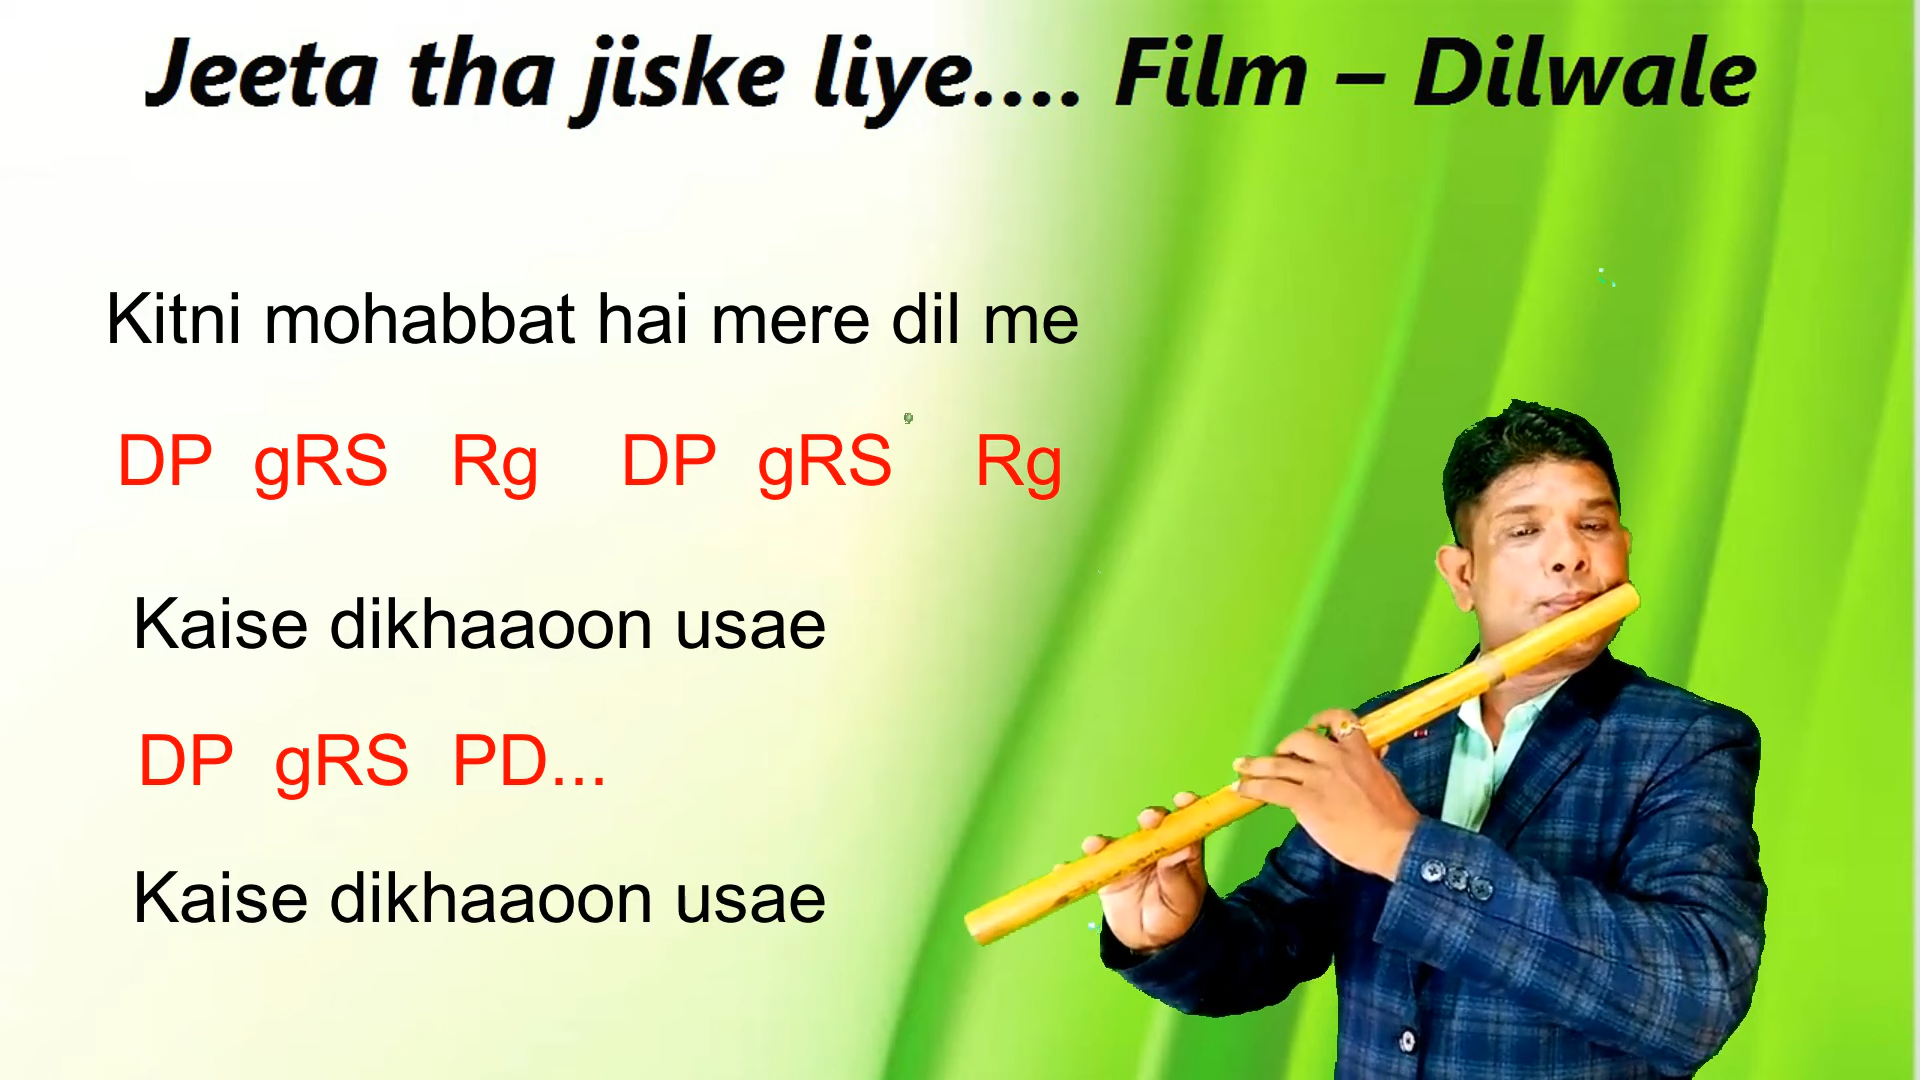 Jeeta tha jiske liye.... Film – Dilwale
Kitni mohabbat hai mere dil me
DP gRS Rg DP gRS Rg
Kaise dikhaaoon usae
DP gRS PD...
Kaise dikhaaoon usae